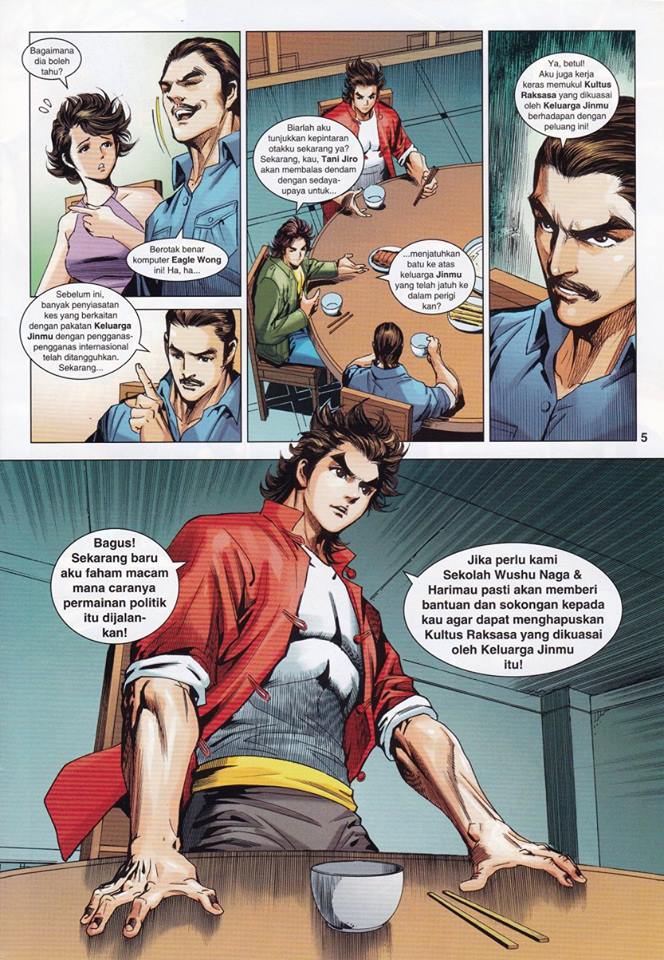 Bagaimana
dia boleh
tahu?
Berotak benar
komputer Eagle Wong
ini! Ha, ha...
Sebelum ini,
banyak penyiasatan
kes yang berkaitan
dengan pakatan Keluarga
Jinmu dengan pengganas-
pengganas internasional
telah ditangguhkan.
Sekarang...
Biarlah aku
tunjukkan kepintaran
otakku sekarang ya?
Sekarang, kau, Tani Jiro
akan membalas dendam
dengan sedaya-
upaya untuk...
...menjatuhkan
batu ke atas
keluarga Jinmu
yang telah jatuh ke
dalam perigi
kan?
Ya, betul!
Aku juga kerja
keras memukul Kultus
Raksasa yang dikuasai
oleh Keluarga Jinmu
berhadapan dengan
peluang ini!
5
Bagus!
Sekarang baru
aku faham macam
mana caranya
permainan politik
itu dijalan-
kan!
Jika perlu kami
Sekolah Wushu Naga &
Harimau pasti akan memberi
bantuan dan sokongan kepada
kau agar dapat menghapuskan
Kultus Raksasa yang dikuasai
oleh Keluarga Jinmu
itu!